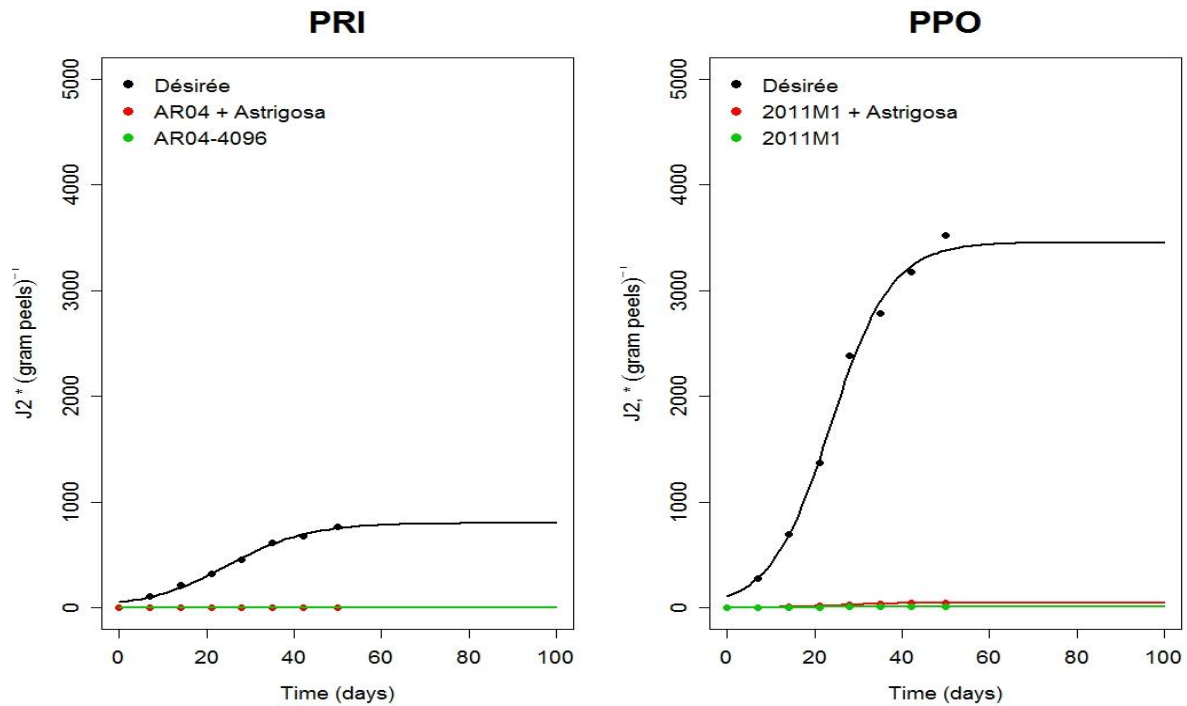 PRI
Désirée
AR04 + Astrigosa
AR04-4096
5000
4000
3000
2000
1000
0
J2 * (gram peels)⁻¹
0 20 40 60 80 100
Time (days)
PPO
Désirée
2011M1 + Astrigosa
2011M1
5000
4000
3000
2000
1000
0
J2, * (gram peels)⁻¹
0 20 40 60 80 100
Time (days)